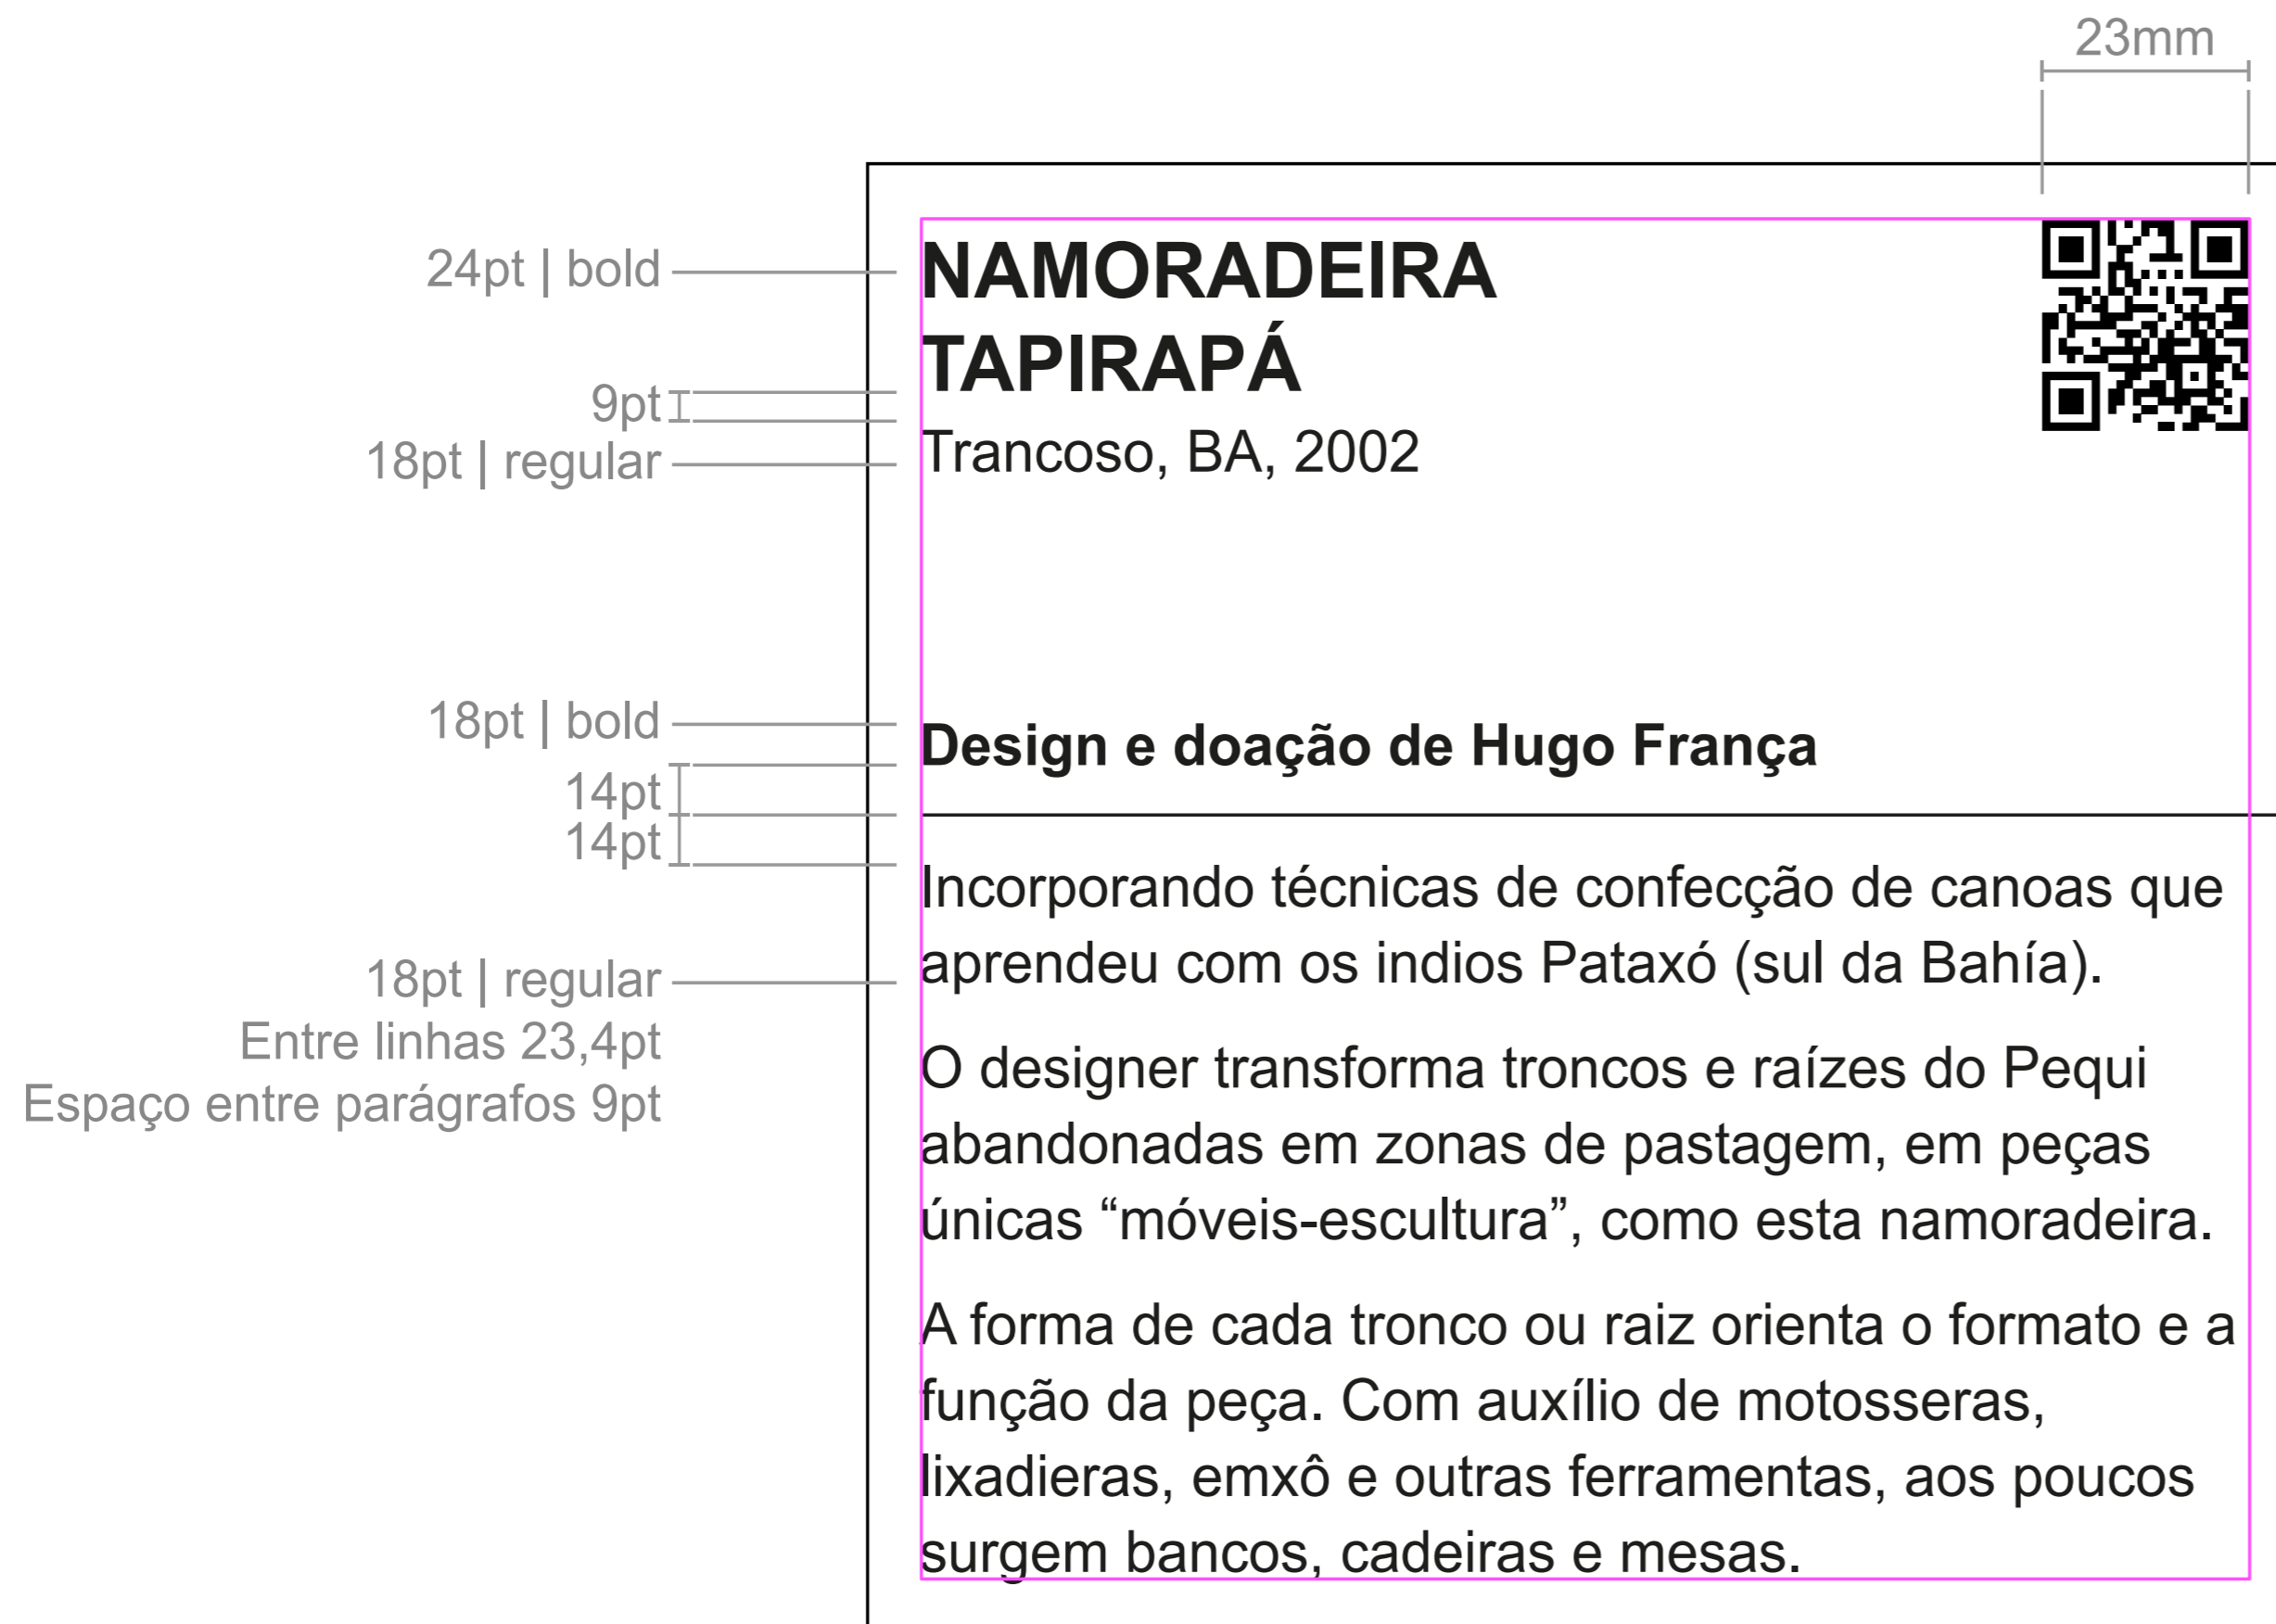 23mm
24pt | bold
NAMORADEIRA
TAPIRAPÁ
9pt
18pt | regular
Trancoso, BA, 2002
18pt | bold
Design e doação de Hugo França
14pt
14pt
Incorporando técnicas de confecção de canoas que
aprendeu com os indios Pataxó (sul da Bahía).
18pt | regular
Entre linhas 23,4pt
Espaço entre parágrafos 9pt
O designer transforma troncos e raízes do Pequi
abandonadas em zonas de pastagem, em peças
únicas “móveis-escultura”, como esta namoradeira.
A forma de cada tronco ou raiz orienta o formato e a
função da peça. Com auxílio de motosseras,
lixadieras, emxô e outras ferramentas, aos poucos
surgem bancos, cadeiras e mesas.